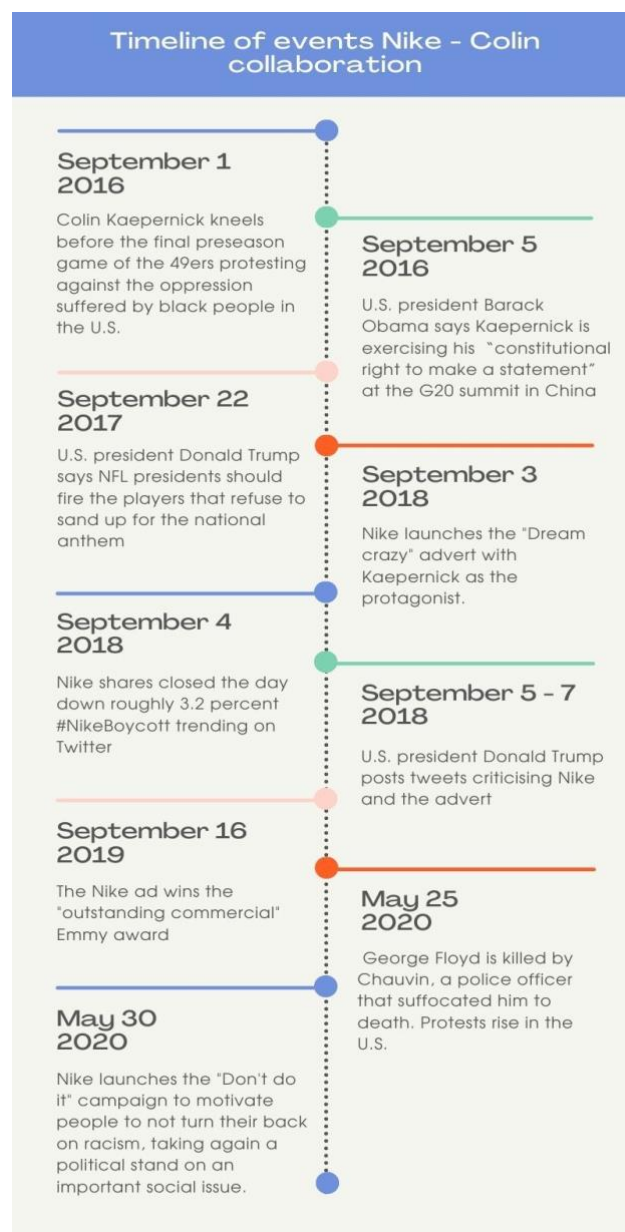 Timeline of events Nike - Colin
collaboration
September 1
2016
Colin Kaepernick kneels
before the final preseason
game of the 49ers protesting
against the oppression
suffered by black people in
the U.S.
September 5
2016
U.S. president Barack
Obama says Kaepernick is
exercising his "constitutional
right to make a statement"
at the G20 summit in China
September 22
2017
U.S. president Donald Trump
says NFL presidents should
fire the players that refuse to
sand up for the national
anthem
September 3
2018
Nike launches the "Dream
crazy" advert with
Kaepernick as the
protagonist.
September 4
2018
Nike shares closed the day
down roughly 3.2 percent
#NikeBoycott trending on
Twitter
September 5 - 7
2018
U.S. president Donald Trump
posts tweets criticising Nike
and the advert
September 16
2019
The Nike ad wins the
"outstanding commercial"
Emmy award
May 25
2020
George Floyd is killed by
Chauvin, a police officer
that suffocated him to
death. Protests rise in the
U.S.
May 30
2020
Nike launches the "Don't do
it" campaign to motivate
people to not turn their back
on racism, taking again a
political stand on an
important social issue.